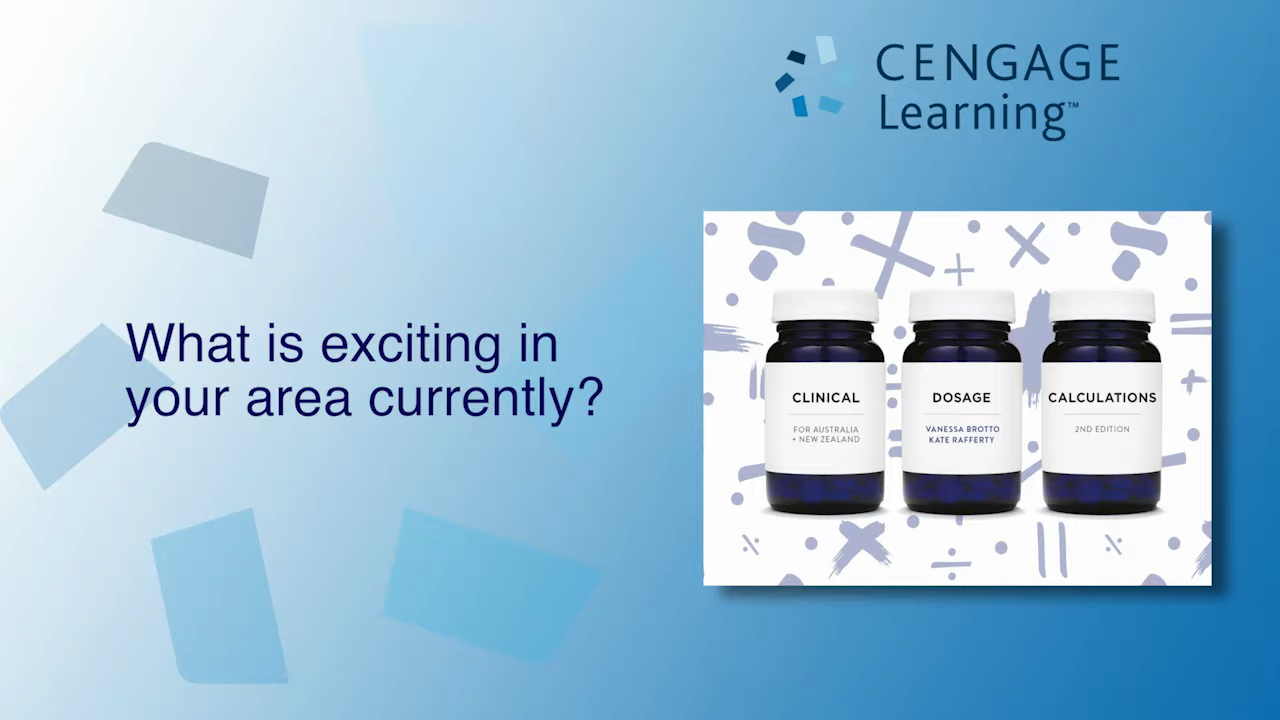 CENGAGE
Learning™
What is exciting in
your area currently?
CLINICAL
FOR AUSTRALIA
+ NEW ZEALAND
DOSAGE
VANESSA BROTTO
KATE RAFFERTY
CALCULATIONS
2ND EDITION